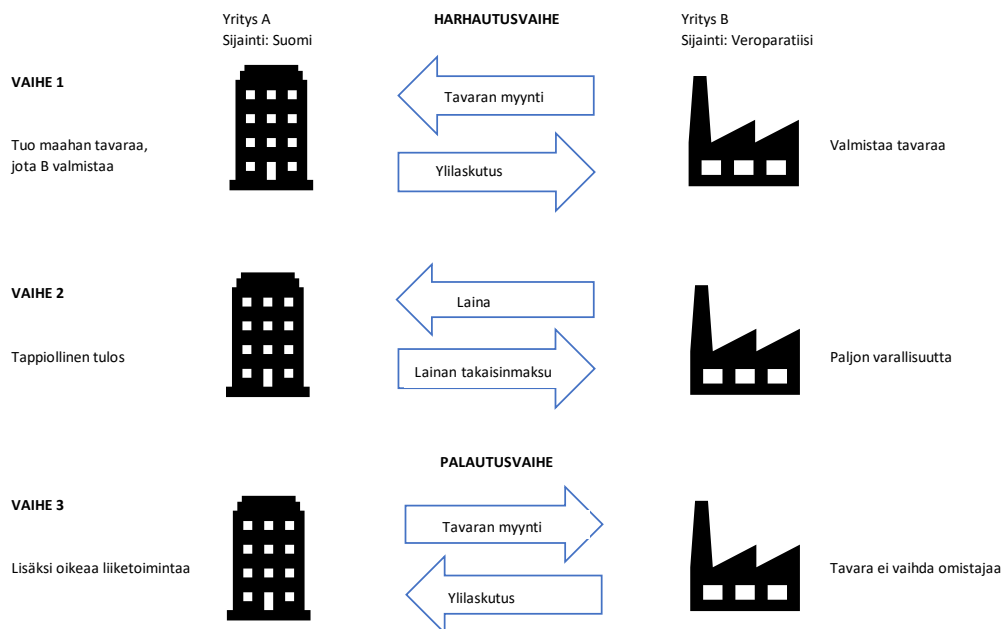 Yritys A
Sijainti: Suomi
HARHAUTUSVAIHE
Yritys B
Sijainti: Veroparatiisi
VAIHE 1
Tavaran myynti
Tuo maahan tavaraa,
jota B valmistaa
Ylilaskutus
Valmistaa tavaraa
VAIHE 2
Laina
Tappiollinen tulos
Lainan takaisinmaksu
Paljon varallisuutta
PALAUTUSVAIHE
VAIHE 3
Tavaran myynti
Lisäksi oikeaa liiketoimintaa
Ylilaskutus
Tavara ei vaihda omistajaa